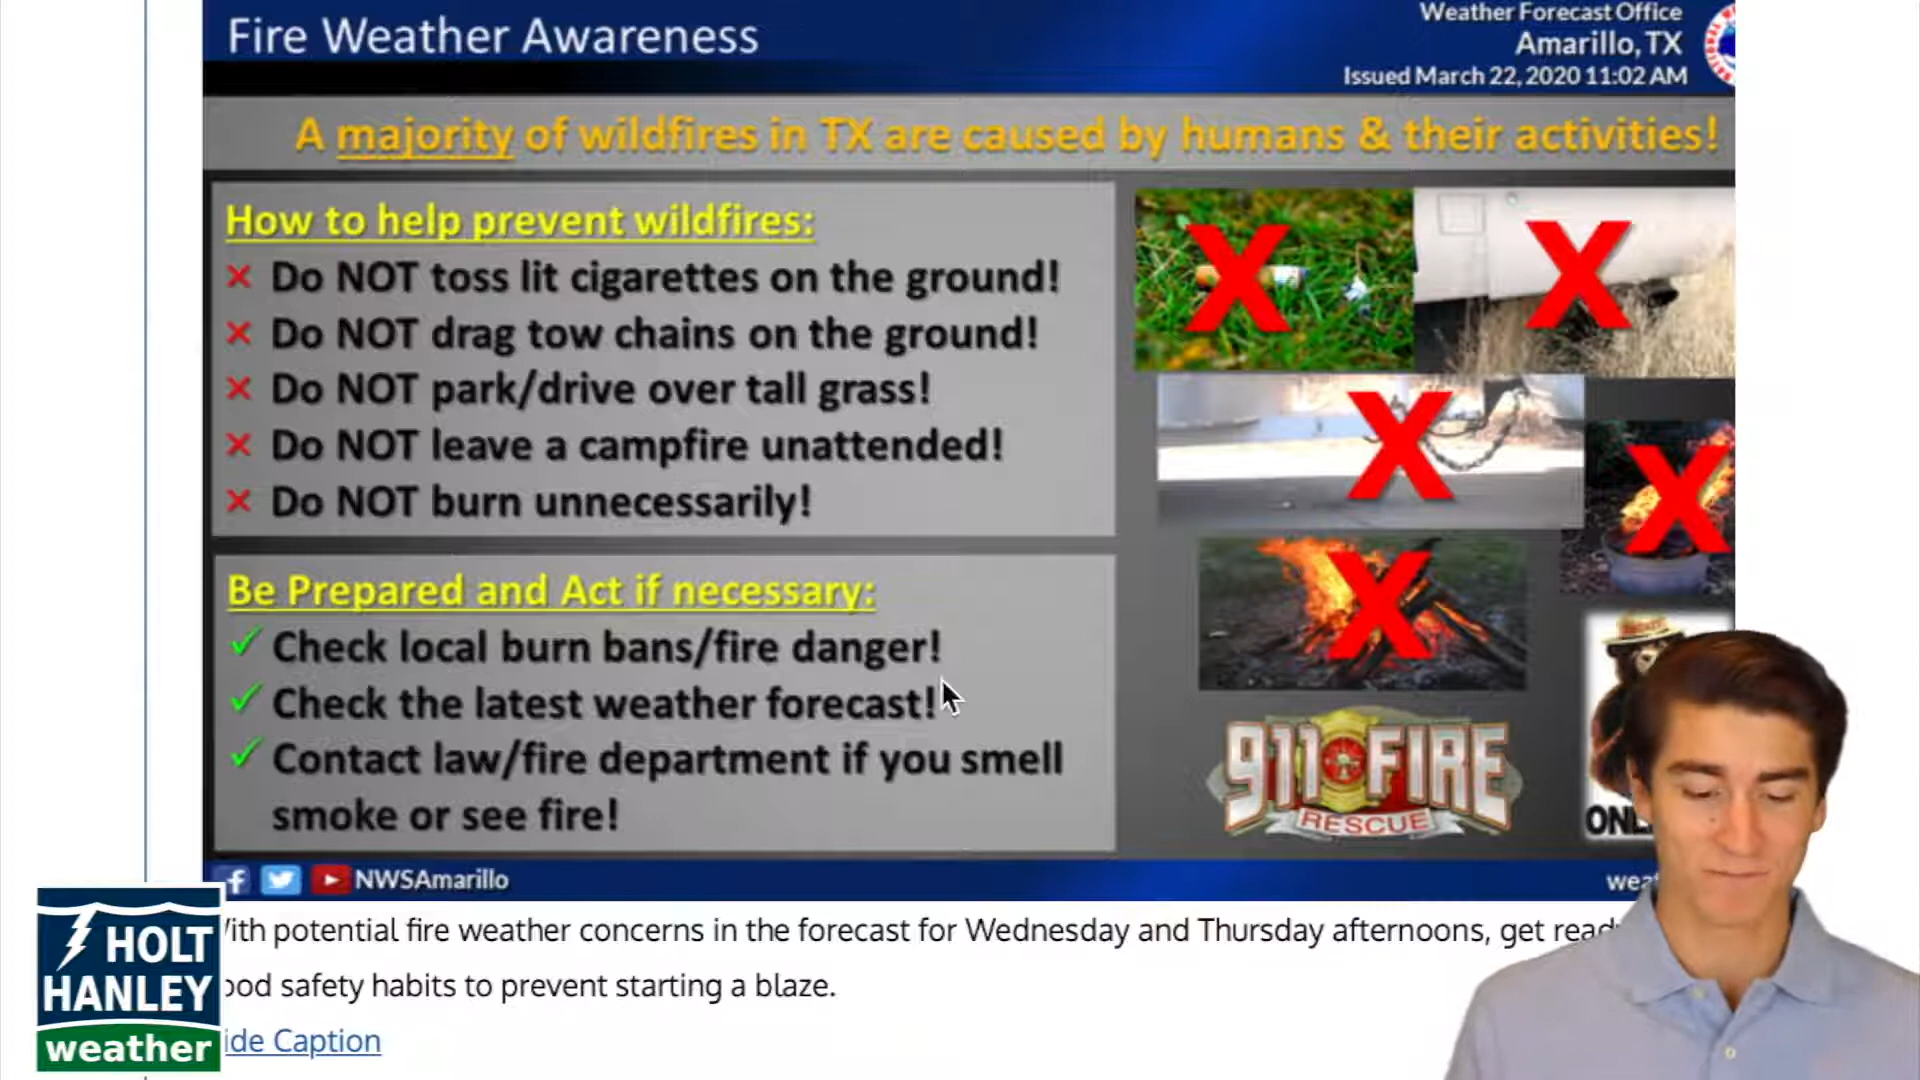 Fire Weather Awareness
Weather Forecast Office
Amarillo, TX
Issued March 22, 2020 11:02 AM
A majority of wildfires in TX are caused by humans & their activities!
How to help prevent wildfires:
Do NOT toss lit cigarettes on the ground!
Do NOT drag tow chains on the ground!
Do NOT park/drive over tall grass!
Do NOT leave a campfire unattended!
Do NOT burn unnecessarily!
Be Prepared and Act if necessary:
Check local burn bans/fire danger!
Check the latest weather forecast!
Contact law/fire department if you smell
smoke or see fire!
911 FIRE
RESCUE
NWSAmarillo
ith potential fire weather concerns in the forecast for Wednesday and Thursday afternoons, get read
ood safety habits to prevent starting a blaze.
ide Caption
HOLT
HANLEY
weather